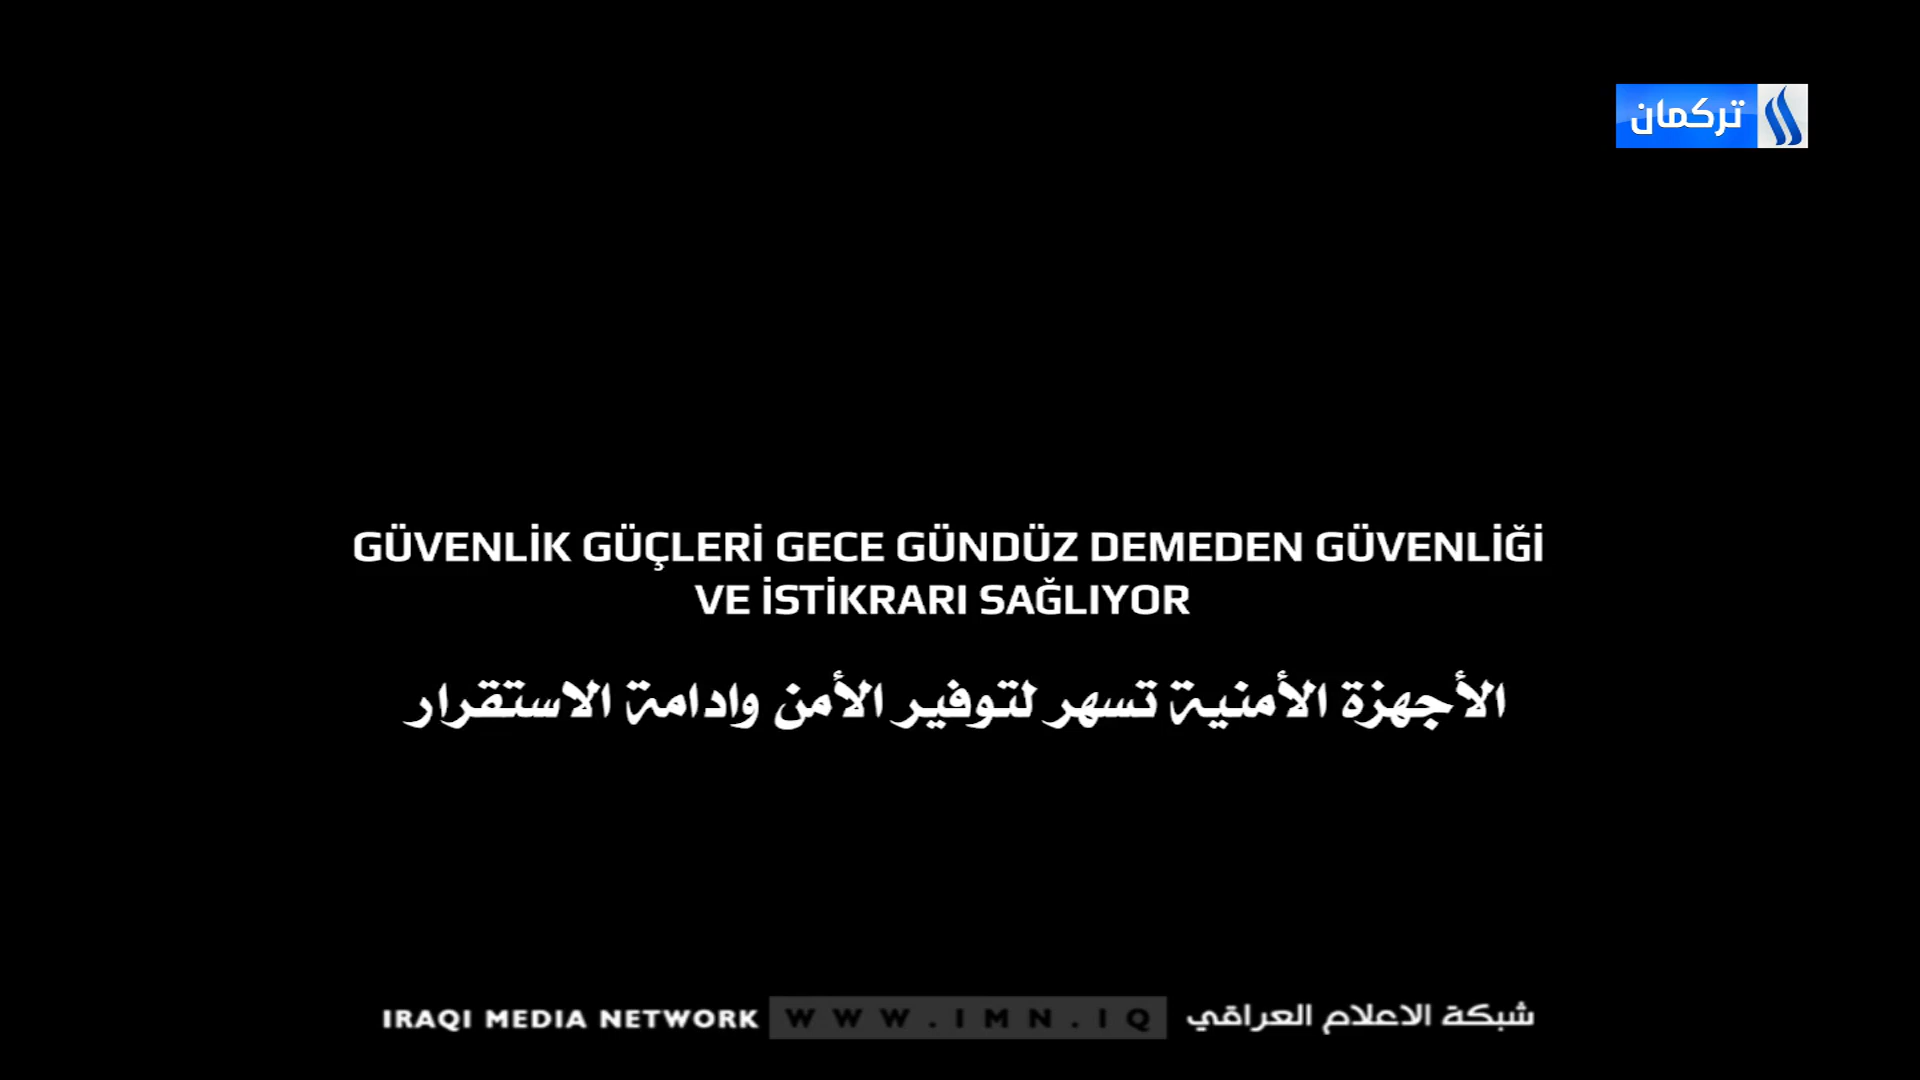 تركمان
GÜVENLİK GÜÇLERİ GECE GÜNDÜZ DEMEDEN GÜVENLİĞİ
VE İSTİKRARI SAĞLIYOR
الأجهزة الأمنية تسهر لتوفير الأمن وادامة الاستقرار
IRAQI MEDIA NETWORK WWW.IMN.IQ شبكة الاعلام العراقي